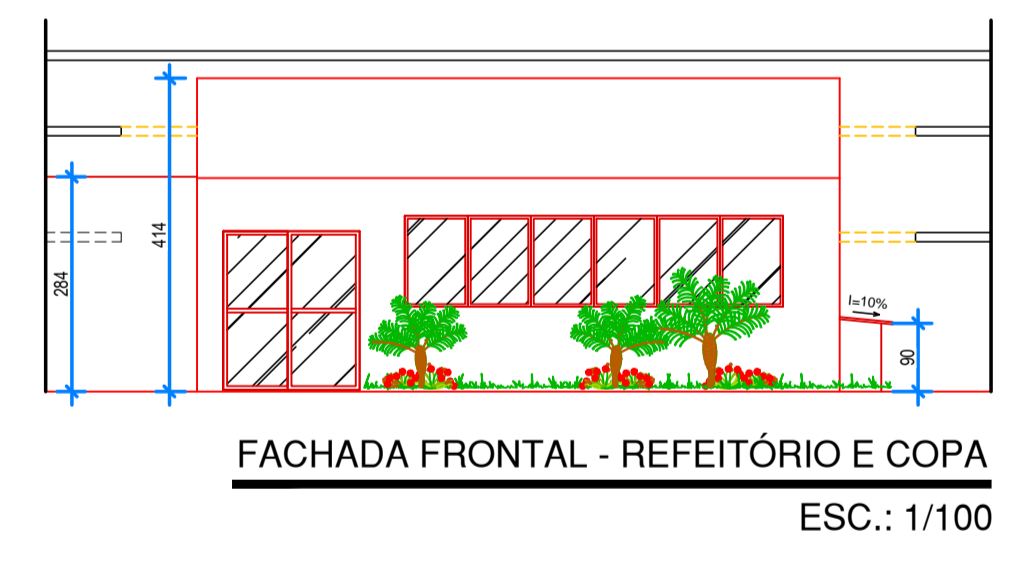 414
284
I=10%
90
FACHADA FRONTAL - REFEITÓRIO E COPA
ESC.: 1/100